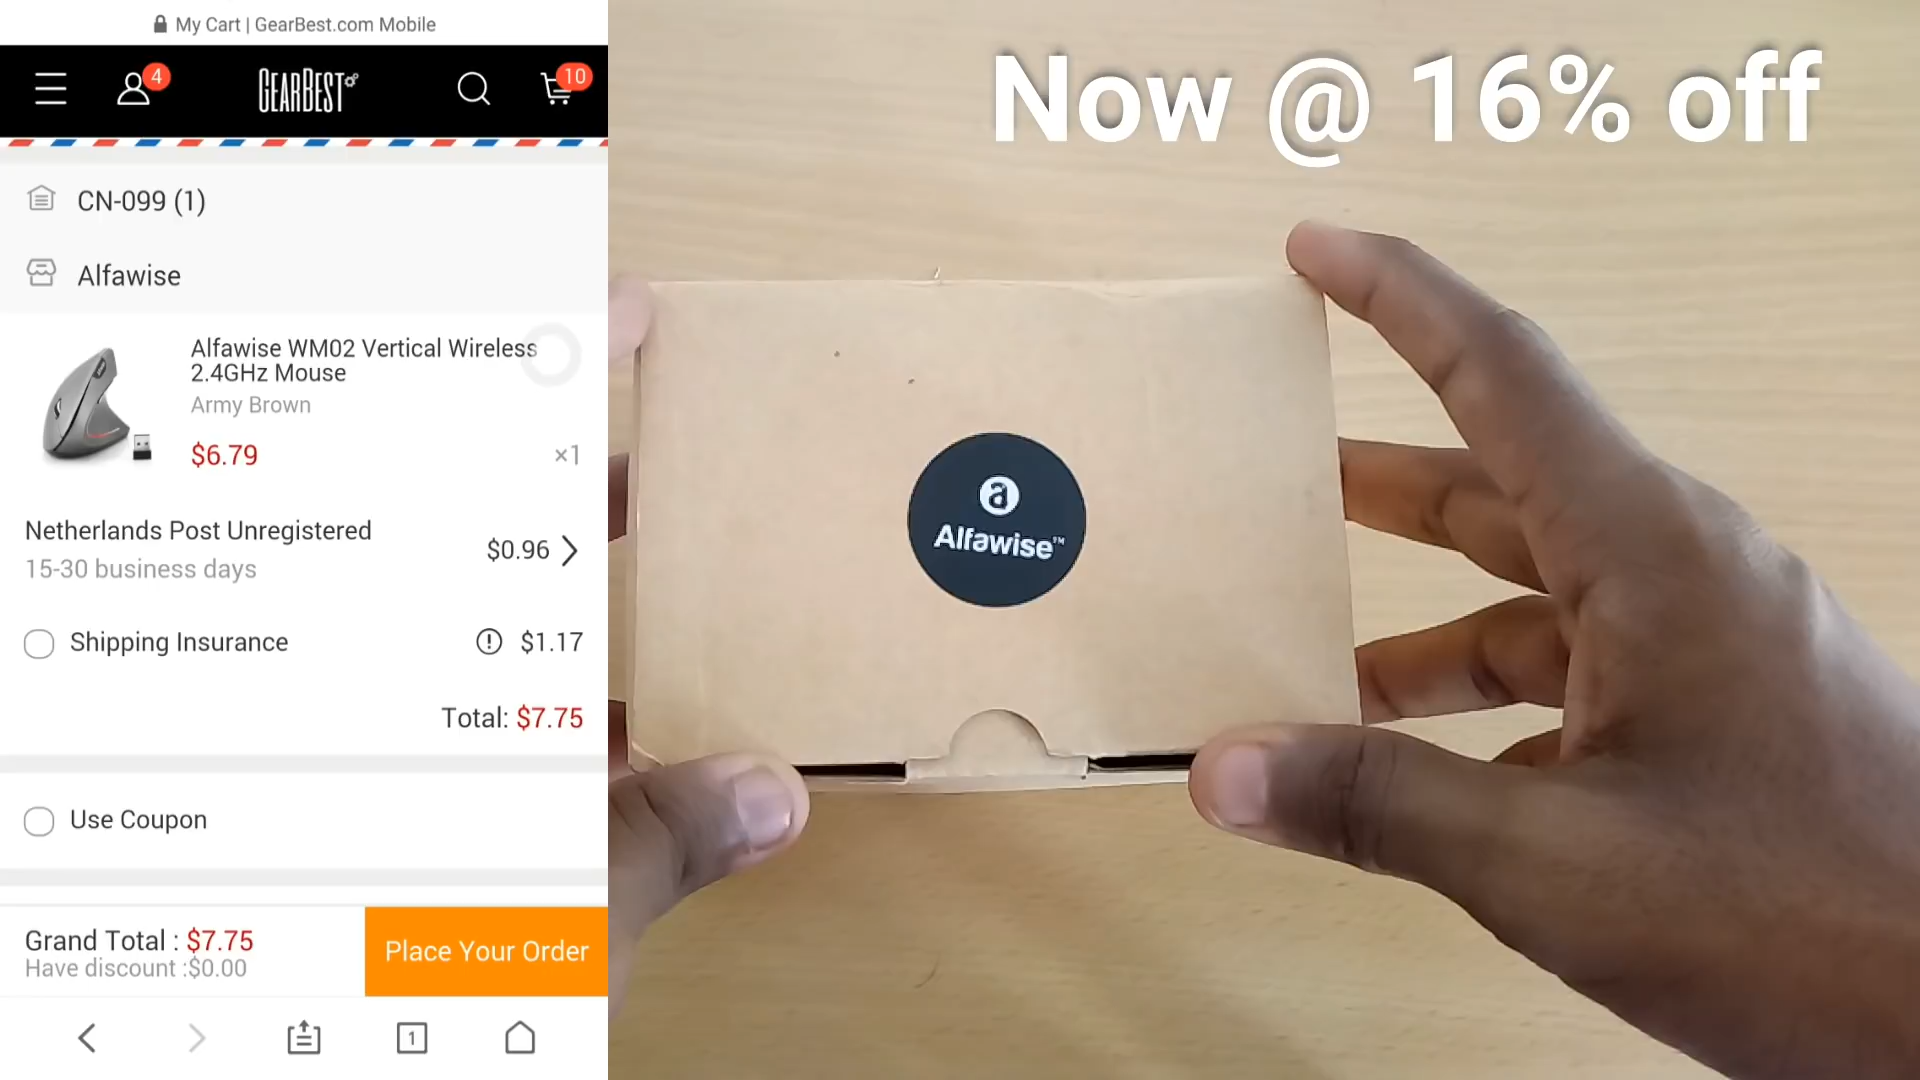 My Cart | GearBest.com Mobile
4
GEARBEST
10
CN-099 (1)
Alfawise
Alfawise WM02 Vertical Wireless
2.4GHz Mouse
Army Brown
$6.79
×1
Netherlands Post Unregistered
$0.96
15-30 business days
Shipping Insurance
$1.17
Total: $7.75
Use Coupon
Grand Total : $7.75
Have discount :$0.00
Place Your Order
1
Now @ 16% off
a
Alfawise™